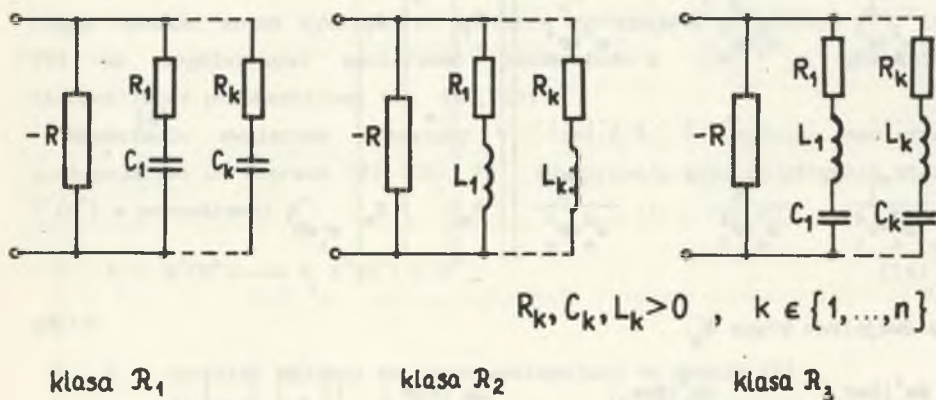 R₁ Rₖ
-R
C₁ Cₖ
R₁ Rₖ
-R
L₁ Lₖ
R₁ Rₖ
-R
L₁ Lₖ
C₁ Cₖ
Rₖ, Cₖ, Lₖ > 0 , k ∈ {1,...,n}
klasa ℛ₁
klasa ℛ₂
klasa ℛ₃